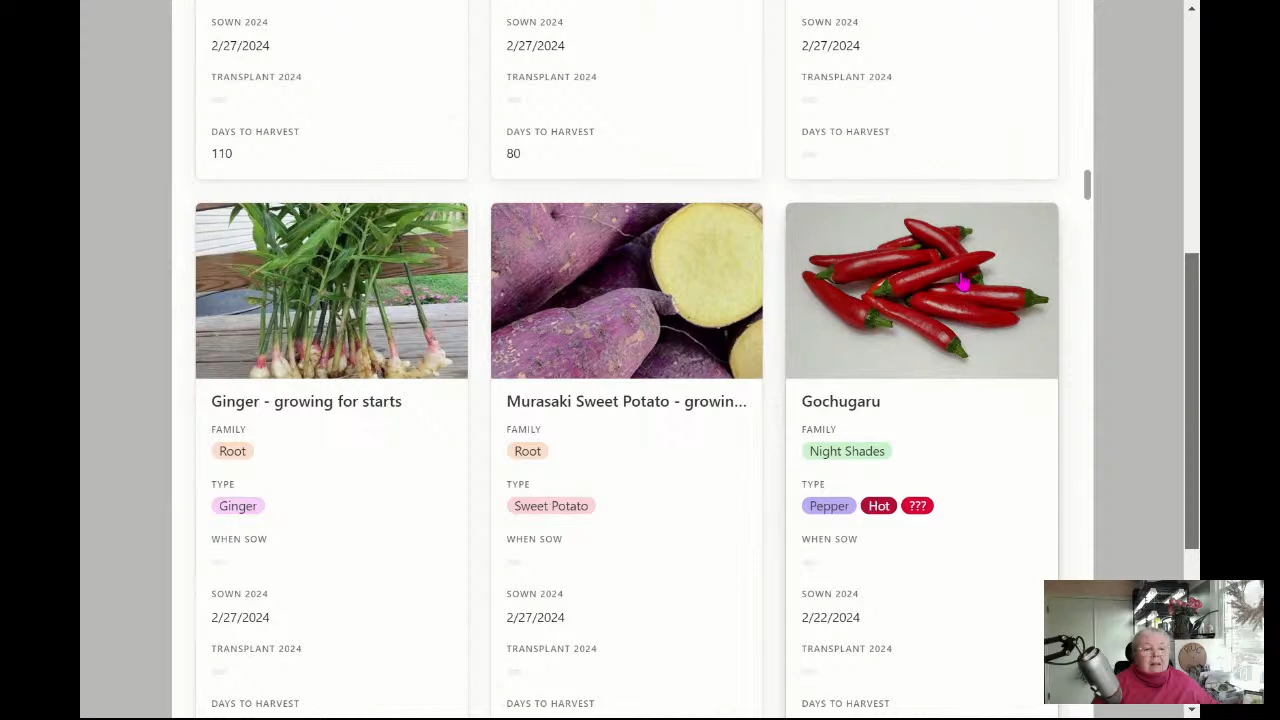 SOWN 2024 SOWN 2024 SOWN 2024
2/27/2024 2/27/2024 2/27/2024
TRANSPLANT 2024 TRANSPLANT 2024 TRANSPLANT 2024
DAYS TO HARVEST DAYS TO HARVEST DAYS TO HARVEST
110 80
Ginger - growing for starts Murasaki Sweet Potato - growin... Gochugaru
FAMILY FAMILY FAMILY
Root Root Night Shades
TYPE TYPE TYPE
Ginger Sweet Potato Pepper Hot ???
WHEN SOW WHEN SOW WHEN SOW
SOWN 2024 SOWN 2024 SOWN 2024
2/27/2024 2/27/2024 2/22/2024
TRANSPLANT 2024 TRANSPLANT 2024 TRANSPLANT 2024
DAYS TO HARVEST DAYS TO HARVEST DAYS TO HARVEST